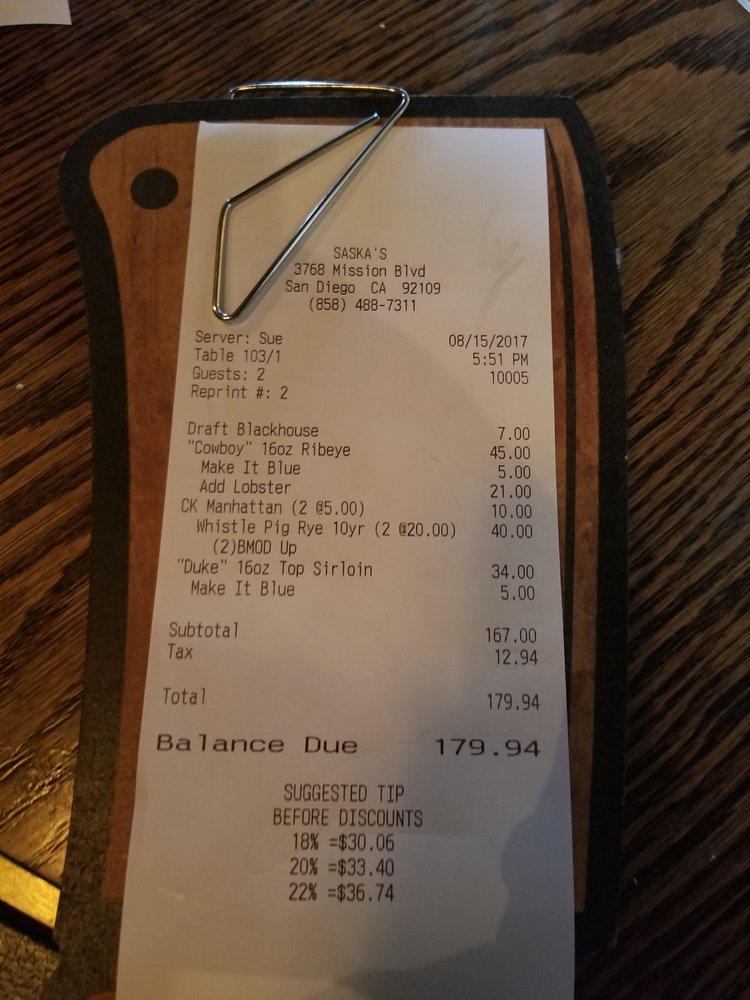 SASKA'S
3768 Mission Blvd
San Diego CA 92109
(858) 488-7311
Server: Sue 08/15/2017
Table 103/1 5:51 PM
Guests: 2 10005
Reprint #: 2
Draft Blackhouse 7.00
"Cowboy" 16oz Ribeye 45.00
Make It Blue 5.00
Add Lobster 21.00
CK Manhattan (2 @5.00) 10.00
Whistle Pig Rye 10yr (2 @20.00) 40.00
(2)BMOD Up
"Duke" 16oz Top Sirloin 34.00
Make It Blue 5.00
Subtotal 167.00
Tax 12.94
Total 179.94
Balance Due 179.94
SUGGESTED TIP
BEFORE DISCOUNTS
18% =$30.06
20% =$33.40
22% =$36.74